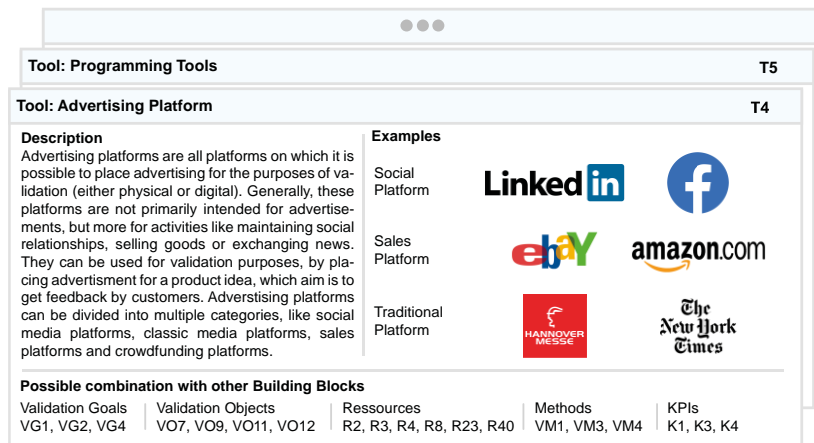 Tool: Programming Tools T5
Tool: Advertising Platform T4
Description
Advertising platforms are all platforms on which it is
possible to place advertising for the purposes of va-
lidation (either physical or digital). Generally, these
platforms are not primarily intended for advertise-
ments, but more for activities like maintaining social
relationships, selling goods or exchanging news.
They can be used for validation purposes, by pla-
cing advertisment for a product idea, which aim is to
get feedback by customers. Adverstising platforms
can be divided into multiple categories, like social
media platforms, classic media platforms, sales
platforms and crowdfunding platforms.
Examples
Social
Platform
Linked in
f
Sales
Platform
ebay
amazon.com
Traditional
Platform
HANNOVER
MESSE
The
New York
Times
Possible combination with other Building Blocks
Validation Goals
VG1, VG2, VG4
Validation Objects
VO7, VO9, VO11, VO12
Ressources
R2, R3, R4, R8, R23, R40
Methods
VM1, VM3, VM4
KPIs
K1, K3, K4